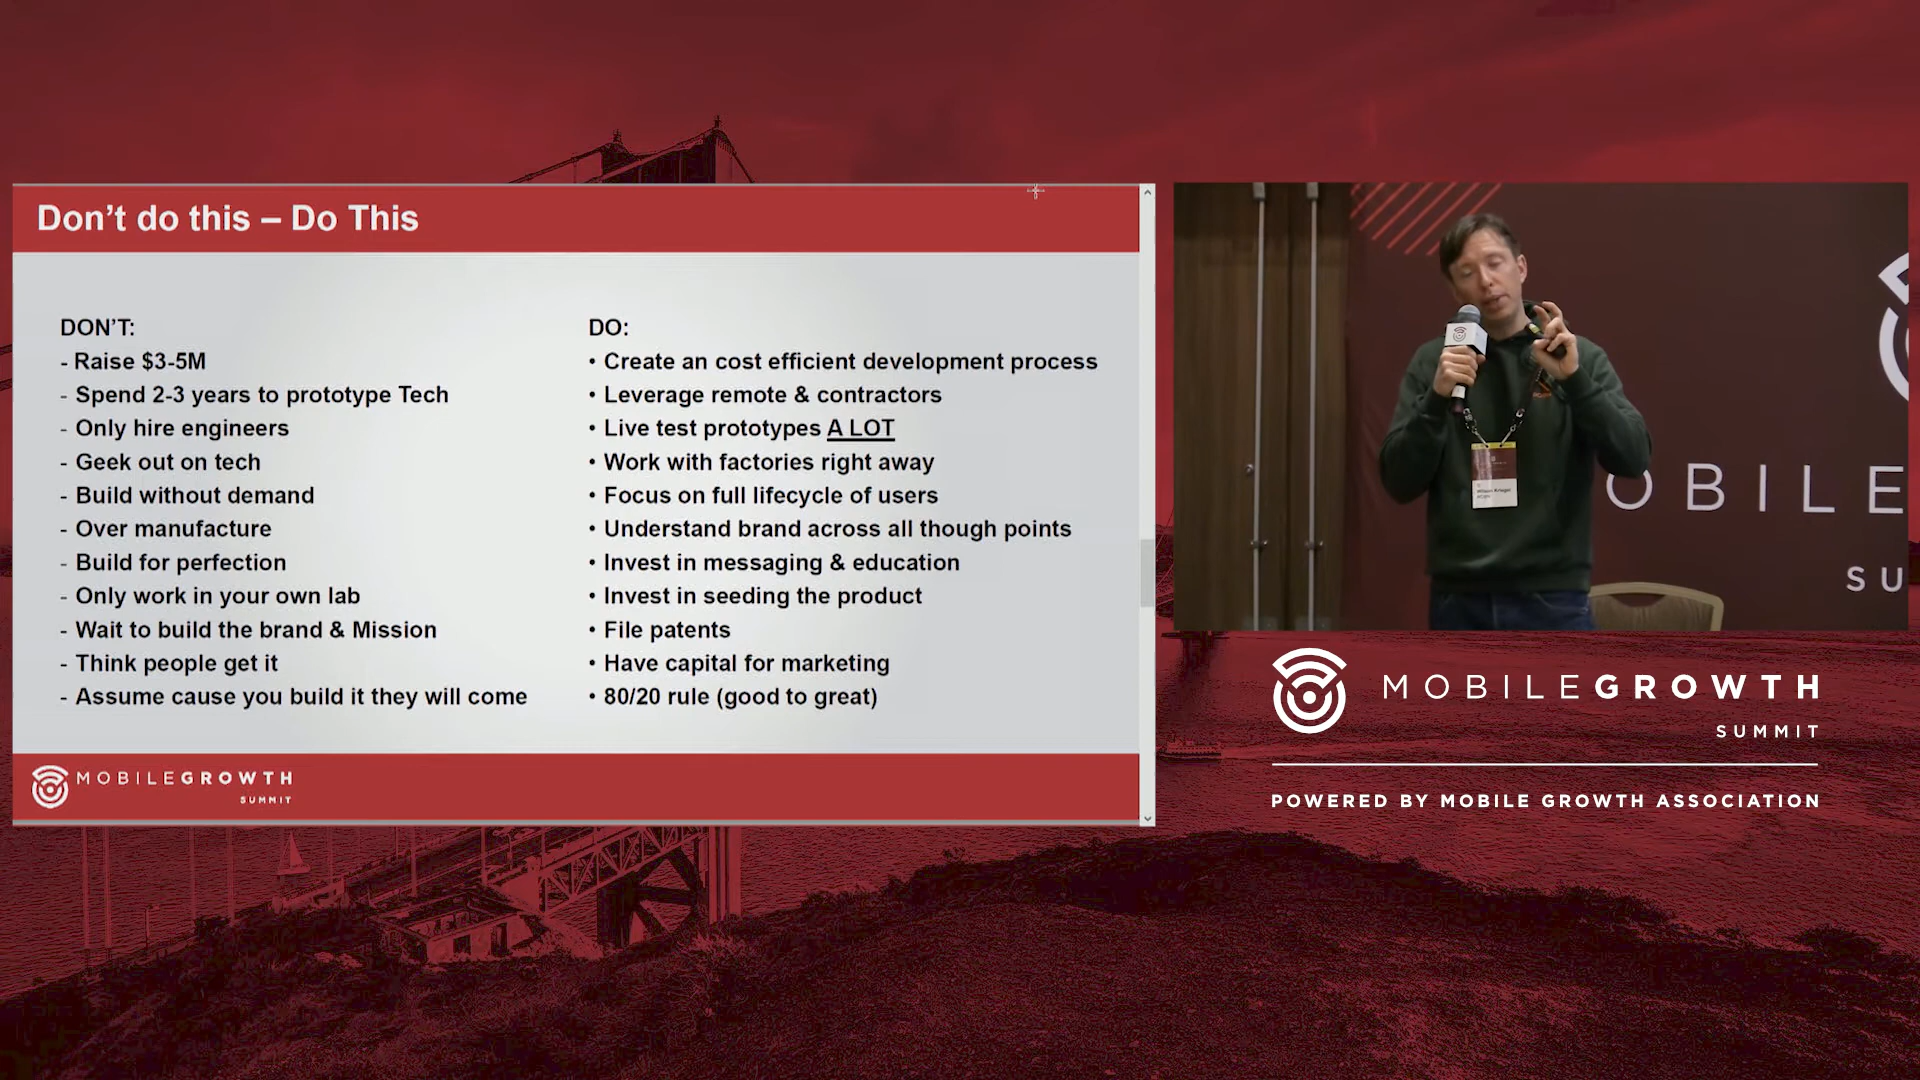 Don't do this – Do This
DON'T:
- Raise $3-5M
- Spend 2-3 years to prototype Tech
- Only hire engineers
- Geek out on tech
- Build without demand
- Over manufacture
- Build for perfection
- Only work in your own lab
- Wait to build the brand & Mission
- Think people get it
- Assume cause you build it they will come
DO:
• Create an cost efficient development process
• Leverage remote & contractors
• Live test prototypes A LOT
• Work with factories right away
• Focus on full lifecycle of users
• Understand brand across all though points
• Invest in messaging & education
• Invest in seeding the product
• File patents
• Have capital for marketing
• 80/20 rule (good to great)
MOBILEGROWTH
SUMMIT
OBILE
SU
MOBILEGROWTH
SUMMIT
POWERED BY MOBILE GROWTH ASSOCIATION